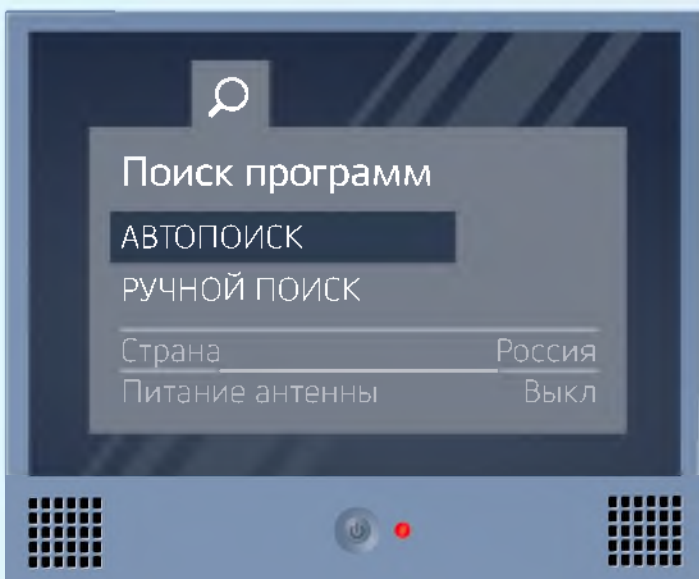 Поиск программ
АВТОПОИСК
РУЧНОЙ ПОИСК
Страна Россия
Питание антенны Выкл